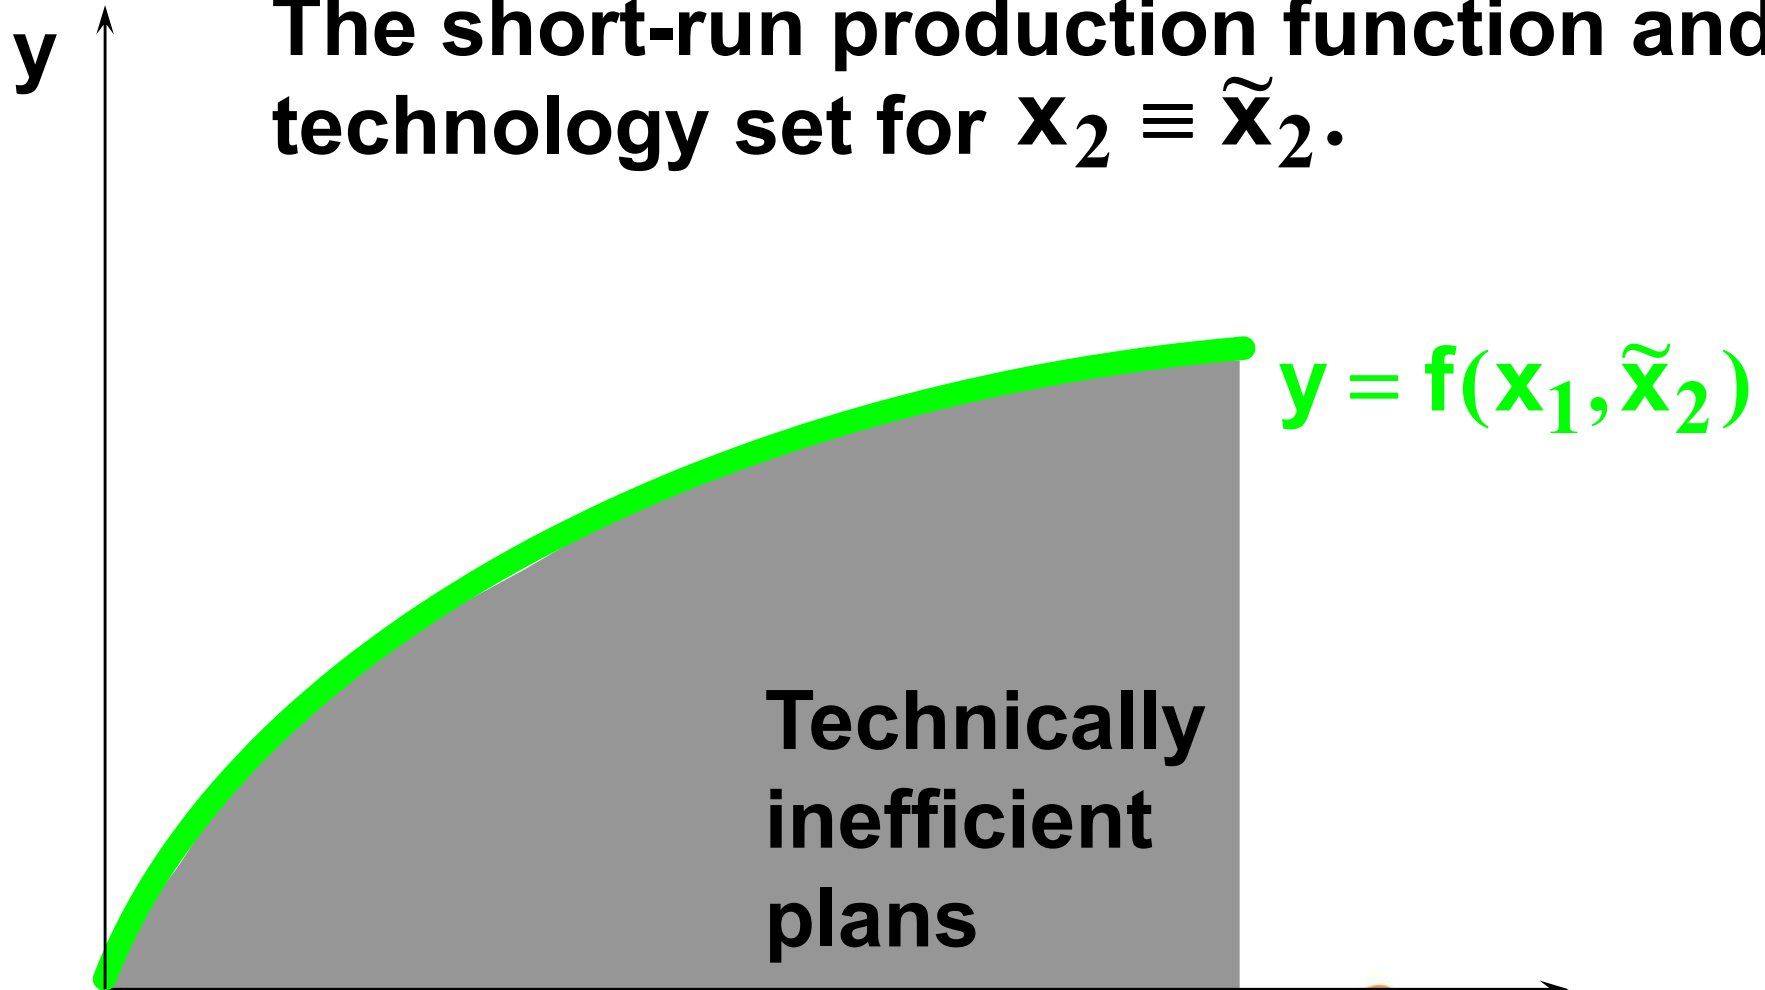 The short-run production function and
technology set for x₂ ≡ x̃₂.
y
y = f(x₁, x̃₂)
Technically
inefficient
plans